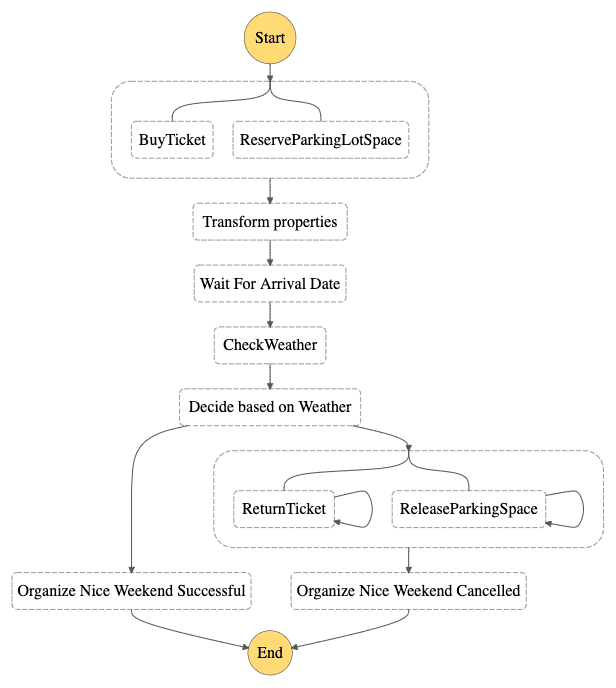 Start
BuyTicket
ReserveParkingLotSpace
Transform properties
Wait For Arrival Date
CheckWeather
Decide based on Weather
ReturnTicket
ReleaseParkingSpace
Organize Nice Weekend Successful
Organize Nice Weekend Cancelled
End